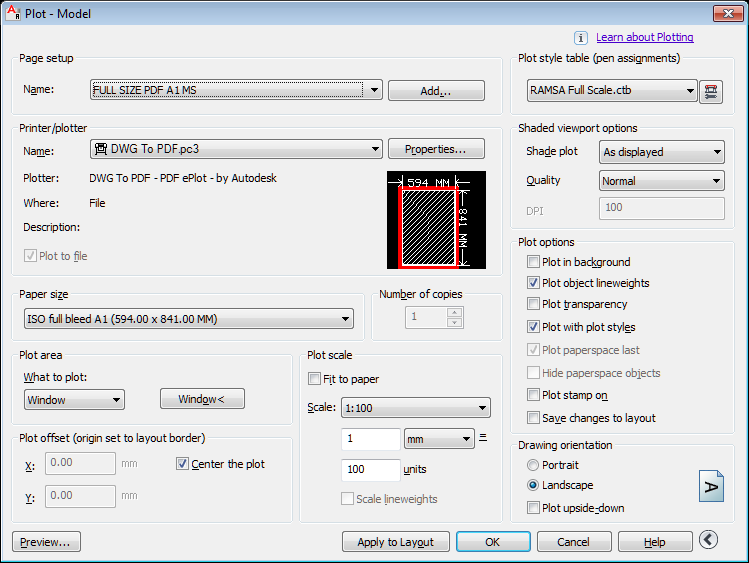 Plot - Model
Learn about Plotting
Page setup
Name:
FULL SIZE PDF A1 MS
Add...
Plot style table (pen assignments)
RAMSA Full Scale.ctb
Printer/plotter
Name:
DWG To PDF.pc3
Properties...
Plotter:
DWG To PDF - PDF ePlot - by Autodesk
Where:
File
Description:
Plot to file
594 MM
841 MM
Shaded viewport options
Shade plot
As displayed
Quality
Normal
DPI
100
Paper size
ISO full bleed A1 (594.00 x 841.00 MM)
Number of copies
1
Plot options
Plot in background
Plot object lineweights
Plot transparency
Plot with plot styles
Plot paperspace last
Hide paperspace objects
Plot stamp on
Save changes to layout
Plot area
What to plot:
Window
Window<
Plot scale
Fit to paper
Scale:
1:100
1
mm
=
100
units
Scale lineweights
Plot offset (origin set to layout border)
X:
0.00
mm
Center the plot
Y:
0.00
mm
Drawing orientation
Portrait
Landscape
Plot upside-down
A
Preview...
Apply to Layout
OK
Cancel
Help